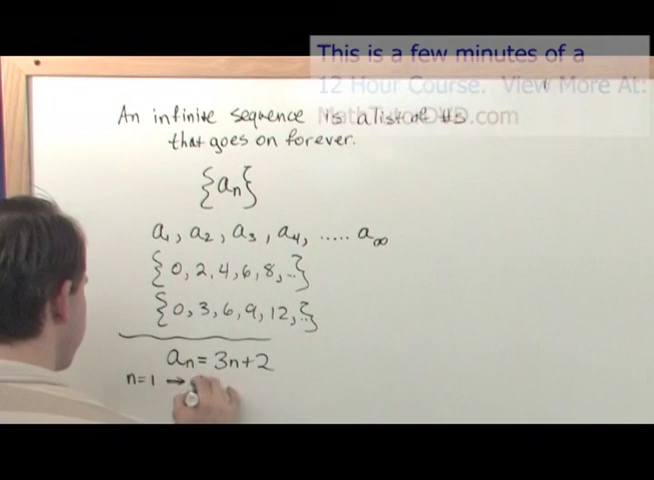 This is a few minutes of a
12 Hour Course. View More At:
MathTutorDVD.com
An infinite sequence is a list of #s
that goes on forever.
{aₙ}
a₁, a₂, a₃, a₄, ..... a∞
{0, 2, 4, 6, 8, ...}
{0, 3, 6, 9, 12, ...}
aₙ = 3n+2
n=1 →